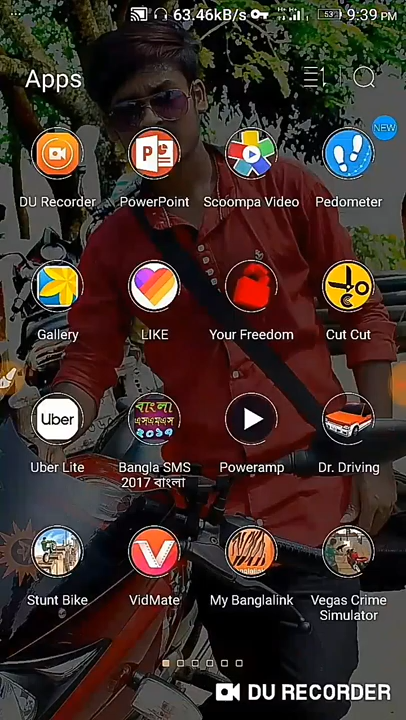 63.46kB/s 53 9:39 PM
Apps
NEW
DU Recorder PowerPoint Scoompa Video Pedometer
Gallery LIKE Your Freedom Cut Cut
Uber
বাংলা
এসএমএস
২০১৭
Uber Lite Bangla SMS 2017 বাংলা Poweramp Dr. Driving
Stunt Bike VidMate My Banglalink Vegas Crime Simulator
DU RECORDER